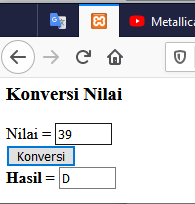 Metallica
Konversi Nilai
Nilai = 39
Konversi
Hasil = D